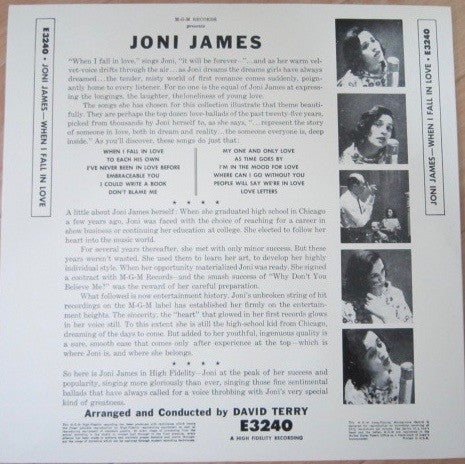 M-G-M RECORDS
presents
JONI JAMES
"When I fall in love," sings Joni, "it will be forever..."...and as her warm vel-
vet-voice drifts through the air...as Joni dreams the dreams girls have always
dreamed...the tender, misty world of first romance comes suddenly, poign-
antly home to every listener. For no one is the equal of Joni James at expressing
the longings, the laughter, the loneliness of young love.
The songs she has chosen for this collection illustrate that theme beauti-
fully. They are perhaps the top dozen love-ballads of the past twenty-five years,
picked from thousands by Joni herself to, as she says, "...represent the story
of someone in love, both in dream and reality...the someone everyone is, deep
inside." As you'll discover, these songs do just that.
WHEN I FALL IN LOVE
TO EACH HIS OWN
I'VE NEVER BEEN IN LOVE BEFORE
EMBRACEABLE YOU
I COULD WRITE A BOOK
DON'T BLAME ME
MY ONE AND ONLY LOVE
AS TIME GOES BY
I'M IN THE MOOD FOR LOVE
WHERE CAN I GO WITHOUT YOU
PEOPLE WILL SAY WE'RE IN LOVE
LOVE LETTERS
* * * *
A little about Joni James herself: When she graduated high school in Chicago
a few years ago, Joni was faced with the choice of reaching for a career in
show business or continuing her education at college. She elected to follow her
heart into the music world.
For several years thereafter, she met with only minor success. But these
years weren't wasted. She used them to learn her art, to develop her highly
individual style. When her opportunity materialized Joni was ready. She signed
a contract with M-G-M Records—and the smash success of "Why Don't You
Believe Me?" was the reward of her careful preparation.
What followed is now entertainment history. Joni's unbroken string of hit
recordings on the M-G-M label has established her firmly on the entertain-
ment heights. The sincerity, the "heart" that glowed in her first records glows
in her voice still. To this extent she is still the high-school kid from Chicago,
dreaming of the days to come. But added to her youthful, ingenious quality is
a sure, smooth ease that comes only after experience at the top—which is
where Joni is, and where she belongs.
* * * *
So here is Joni James in High Fidelity—Joni at the peak of her success and
popularity, singing more gloriously than ever, singing those fine sentimental
ballads that have always called for a voice throbbing with Joni's very special
kind of greatness.
Arranged and Conducted by DAVID TERRY
E3240
A HIGH FIDELITY RECORDING
E3240 • JONI JAMES—WHEN I FALL IN LOVE
JONI JAMES—WHEN I FALL IN LOVE • E3240